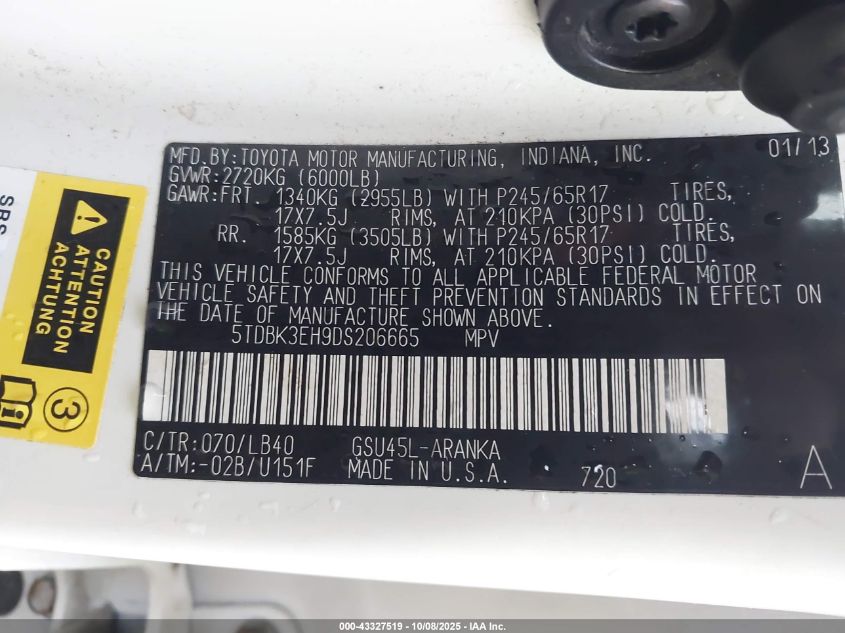 MFD.BY:TOYOTA MOTOR MANUFACTURING, INDIANA, INC. 01/13
GVWR:2720KG (6000LB)
GAWR:FRT. 1340KG (2955LB) WITH P245/65R17 TIRES,
17X7.5J RIMS, AT 210KPA (30PSI) COLD.
RR. 1585KG (3505LB) WITH P245/65R17 TIRES,
17X7.5J RIMS, AT 210KPA (30PSI) COLD.
THIS VEHICLE CONFORMS TO ALL APPLICABLE FEDERAL MOTOR
VEHICLE SAFETY AND THEFT PREVENTION STANDARDS IN EFFECT ON
THE DATE OF MANUFACTURE SHOWN ABOVE.
5TDBK3EH9DS206665 MPV
C/TR:070/LB40 GSU45L-ARANKA
A/TM:-02B/U151F MADE IN U.S.A. 720 A
SRS
CAUTION
ATTENTION
ACHTUNG
3
000-43327519 - 10/08/2025 - IAA Inc.